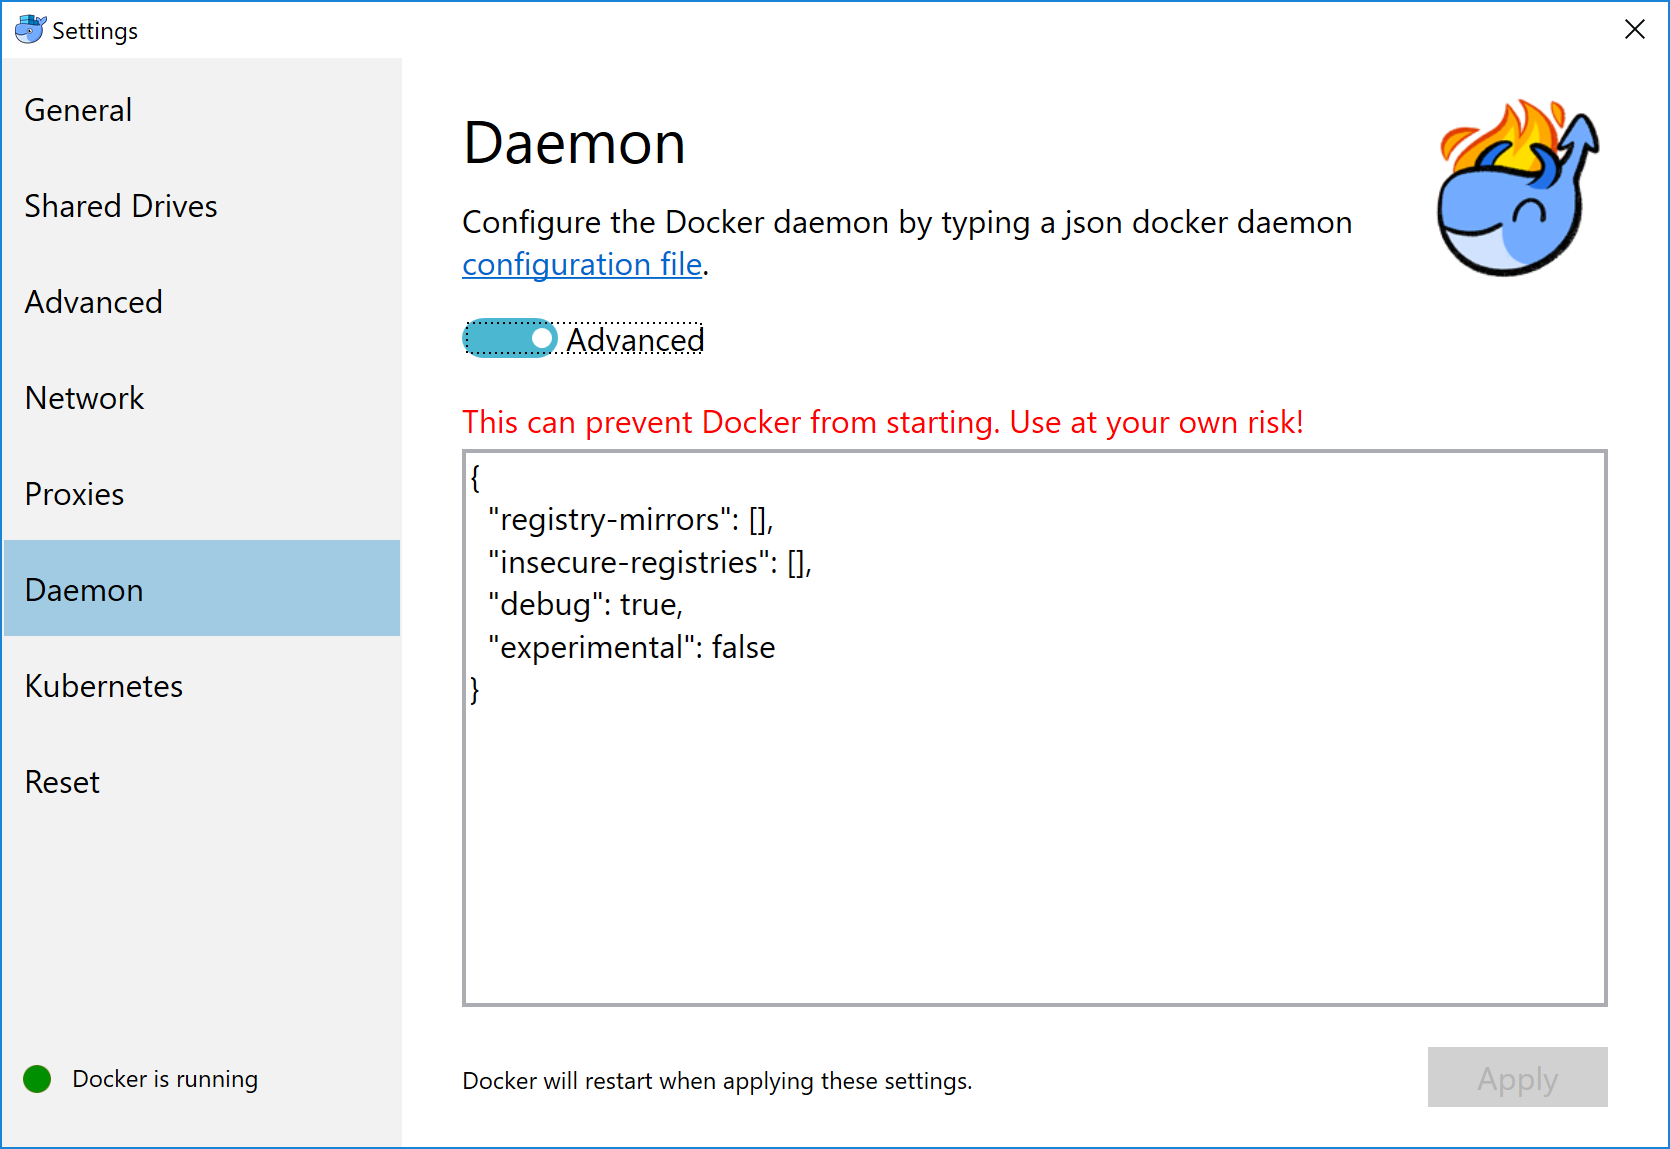 Settings
General
Shared Drives
Advanced
Network
Proxies
Daemon
Kubernetes
Reset
Docker is running
Daemon
Configure the Docker daemon by typing a json docker daemon
configuration file.
Advanced
This can prevent Docker from starting. Use at your own risk!
{
  "registry-mirrors": [],
  "insecure-registries": [],
  "debug": true,
  "experimental": false
}
Docker will restart when applying these settings.
Apply